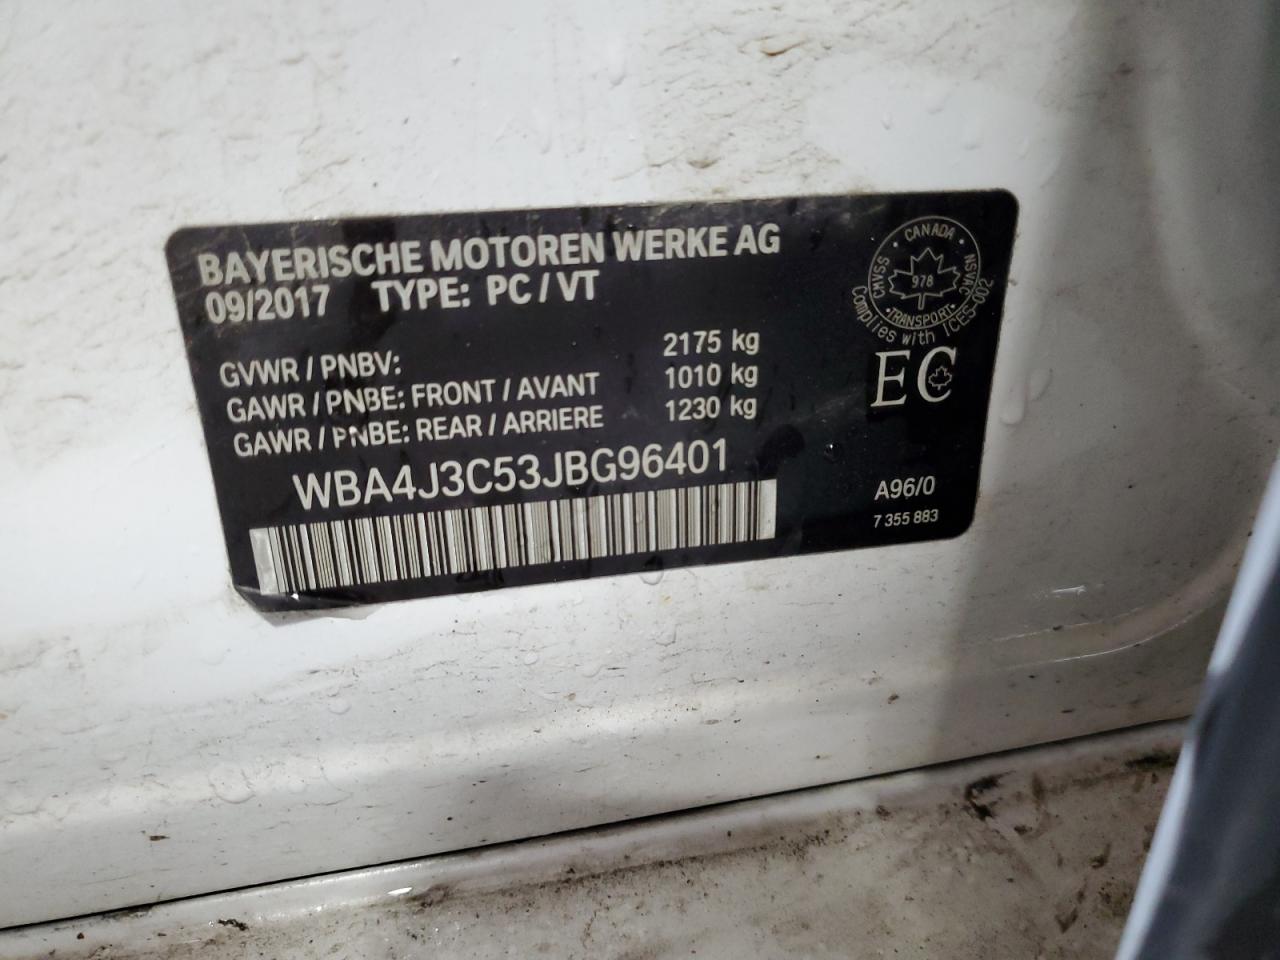 BAYERISCHE MOTOREN WERKE AG
09/2017 TYPE: PC / VT
GVWR / PNBV: 2175 kg
GAWR / PNBE: FRONT / AVANT 1010 kg
GAWR / PNBE: REAR / ARRIERE 1230 kg
WBA4J3C53JBG96401
CANADA
CMVSS
NSVAC
978
TRANSPORT
Complies with ICES-002
EC
A96/0
7 355 883